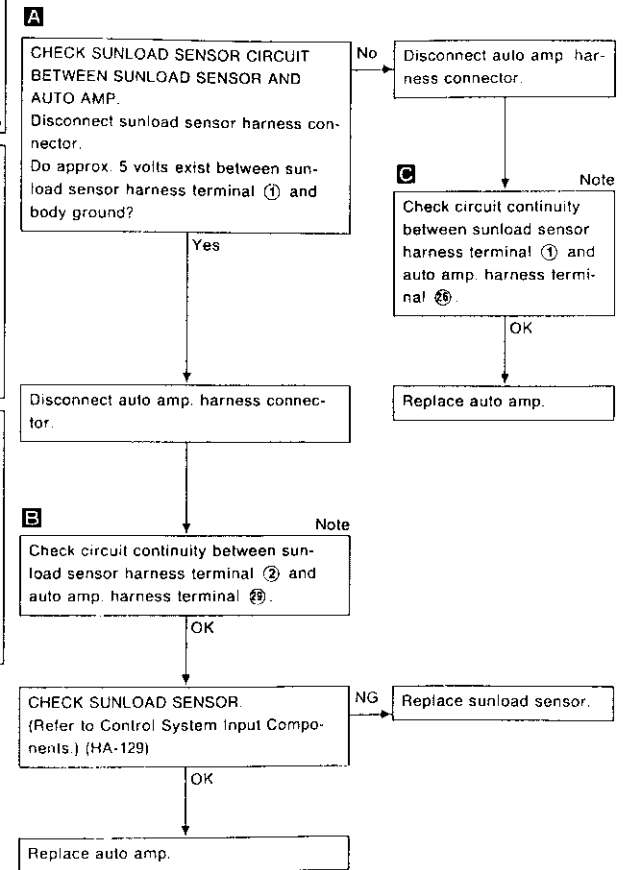 A
CHECK SUNLOAD SENSOR CIRCUIT
BETWEEN SUNLOAD SENSOR AND
AUTO AMP.
Disconnect sunload sensor harness con-
nector.
Do approx. 5 volts exist between sun-
load sensor harness terminal ① and
body ground?
No
Disconnect auto amp har-
ness connector.
C
Note
Check circuit continuity
between sunload sensor
harness terminal ① and
auto amp. harness termi-
nal ㉖.
OK
Replace auto amp.
Yes
Disconnect auto amp. harness connec-
tor.
B
Note
Check circuit continuity between sun-
load sensor harness terminal ② and
auto amp. harness terminal ㉙.
OK
CHECK SUNLOAD SENSOR.
(Refer to Control System Input Compo-
nents.) (HA-129)
NG
Replace sunload sensor.
OK
Replace auto amp.